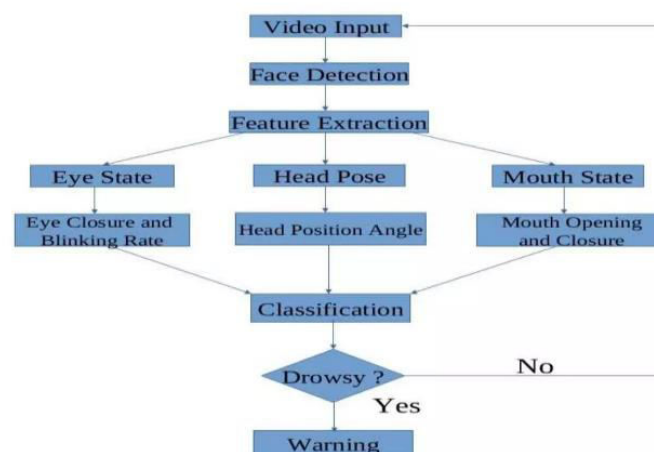 Video Input
Face Detection
Feature Extraction
Eye State
Head Pose
Mouth State
Eye Closure and
Blinking Rate
Head Position Angle
Mouth Opening
and Closure
Classification
Drowsy ?
No
Yes
Warning